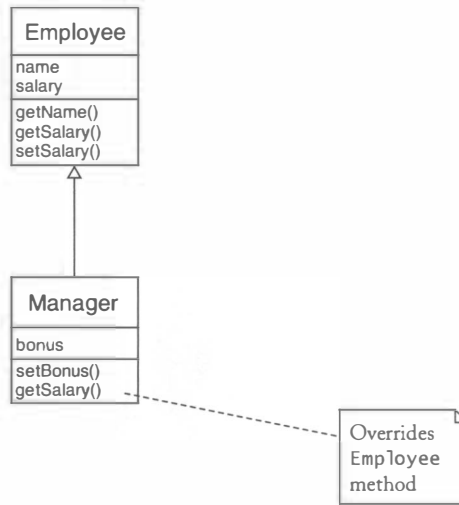 Employee
name
salary
getName()
getSalary()
setSalary()
Manager
bonus
setBonus()
getSalary()
Overrides
Employee
method